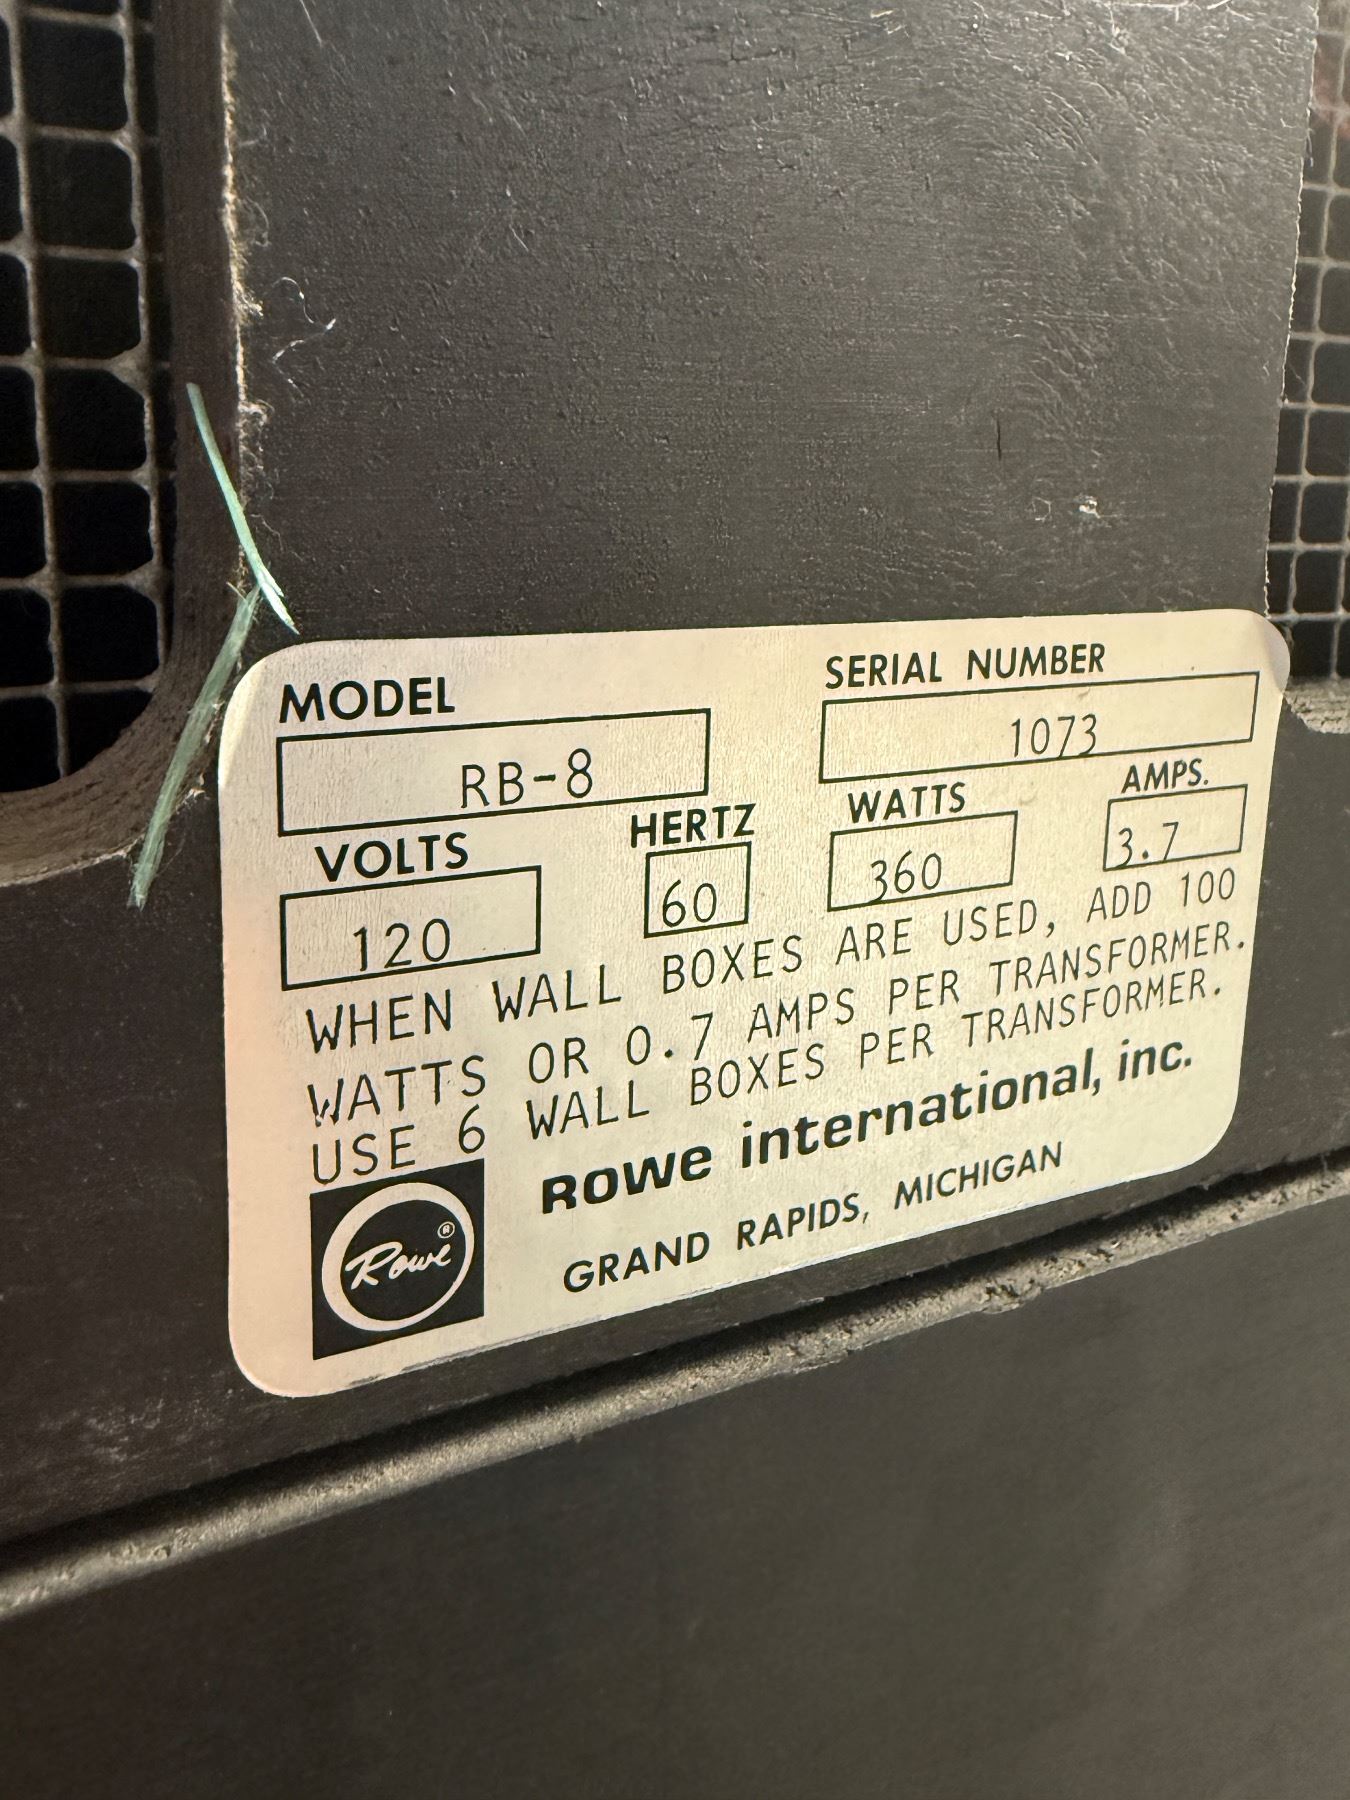 MODEL SERIAL NUMBER
RB-8 1073
VOLTS HERTZ WATTS AMPS.
120 60 360 3.7
WHEN WALL BOXES ARE USED, ADD 100
WATTS OR 0.7 AMPS PER TRANSFORMER.
USE 6 WALL BOXES PER TRANSFORMER.
Rowe ®
ROWe international, inc.
GRAND RAPIDS, MICHIGAN